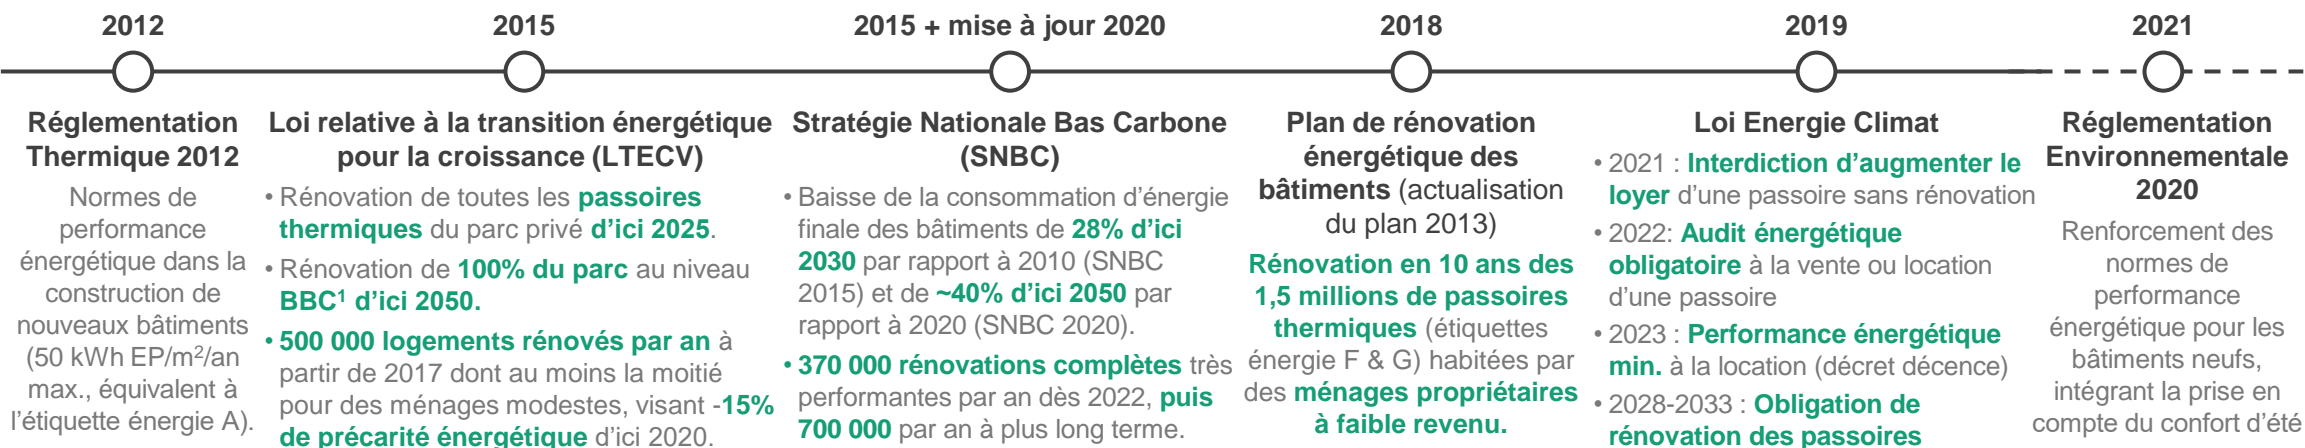 2012
Réglementation
Thermique 2012
Normes de
performance
énergétique dans la
construction de
nouveaux bâtiments
(50 kWh EP/m²/an
max., équivalent à
l’étiquette énergie A).
2015
Loi relative à la transition énergétique
pour la croissance (LTECV)
• Rénovation de toutes les passoires
thermiques du parc privé d’ici 2025.
• Rénovation de 100% du parc au niveau
BBC¹ d’ici 2050.
• 500 000 logements rénovés par an à
partir de 2017 dont au moins la moitié
pour des ménages modestes, visant -15%
de précarité énergétique d’ici 2020.
2015 + mise à jour 2020
Stratégie Nationale Bas Carbone
(SNBC)
• Baisse de la consommation d’énergie
finale des bâtiments de 28% d’ici
2030 par rapport à 2010 (SNBC
2015) et de ~40% d’ici 2050 par
rapport à 2020 (SNBC 2020).
• 370 000 rénovations complètes très
performantes par an dès 2022, puis
700 000 par an à plus long terme.
2018
Plan de rénovation
énergétique des
bâtiments (actualisation
du plan 2013)
Rénovation en 10 ans des
1,5 millions de passoires
thermiques (étiquettes
énergie F & G) habitées par
des ménages propriétaires
à faible revenu.
2019
Loi Energie Climat
• 2021 : Interdiction d’augmenter le
loyer d’une passoire sans rénovation
• 2022: Audit énergétique
obligatoire à la vente ou location
d’une passoire
• 2023 : Performance énergétique
min. à la location (décret décence)
• 2028-2033 : Obligation de
rénovation des passoires
2021
Réglementation
Environnementale
2020
Renforcement des
normes de
performance
énergétique pour les
bâtiments neufs,
intégrant la prise en
compte du confort d’été